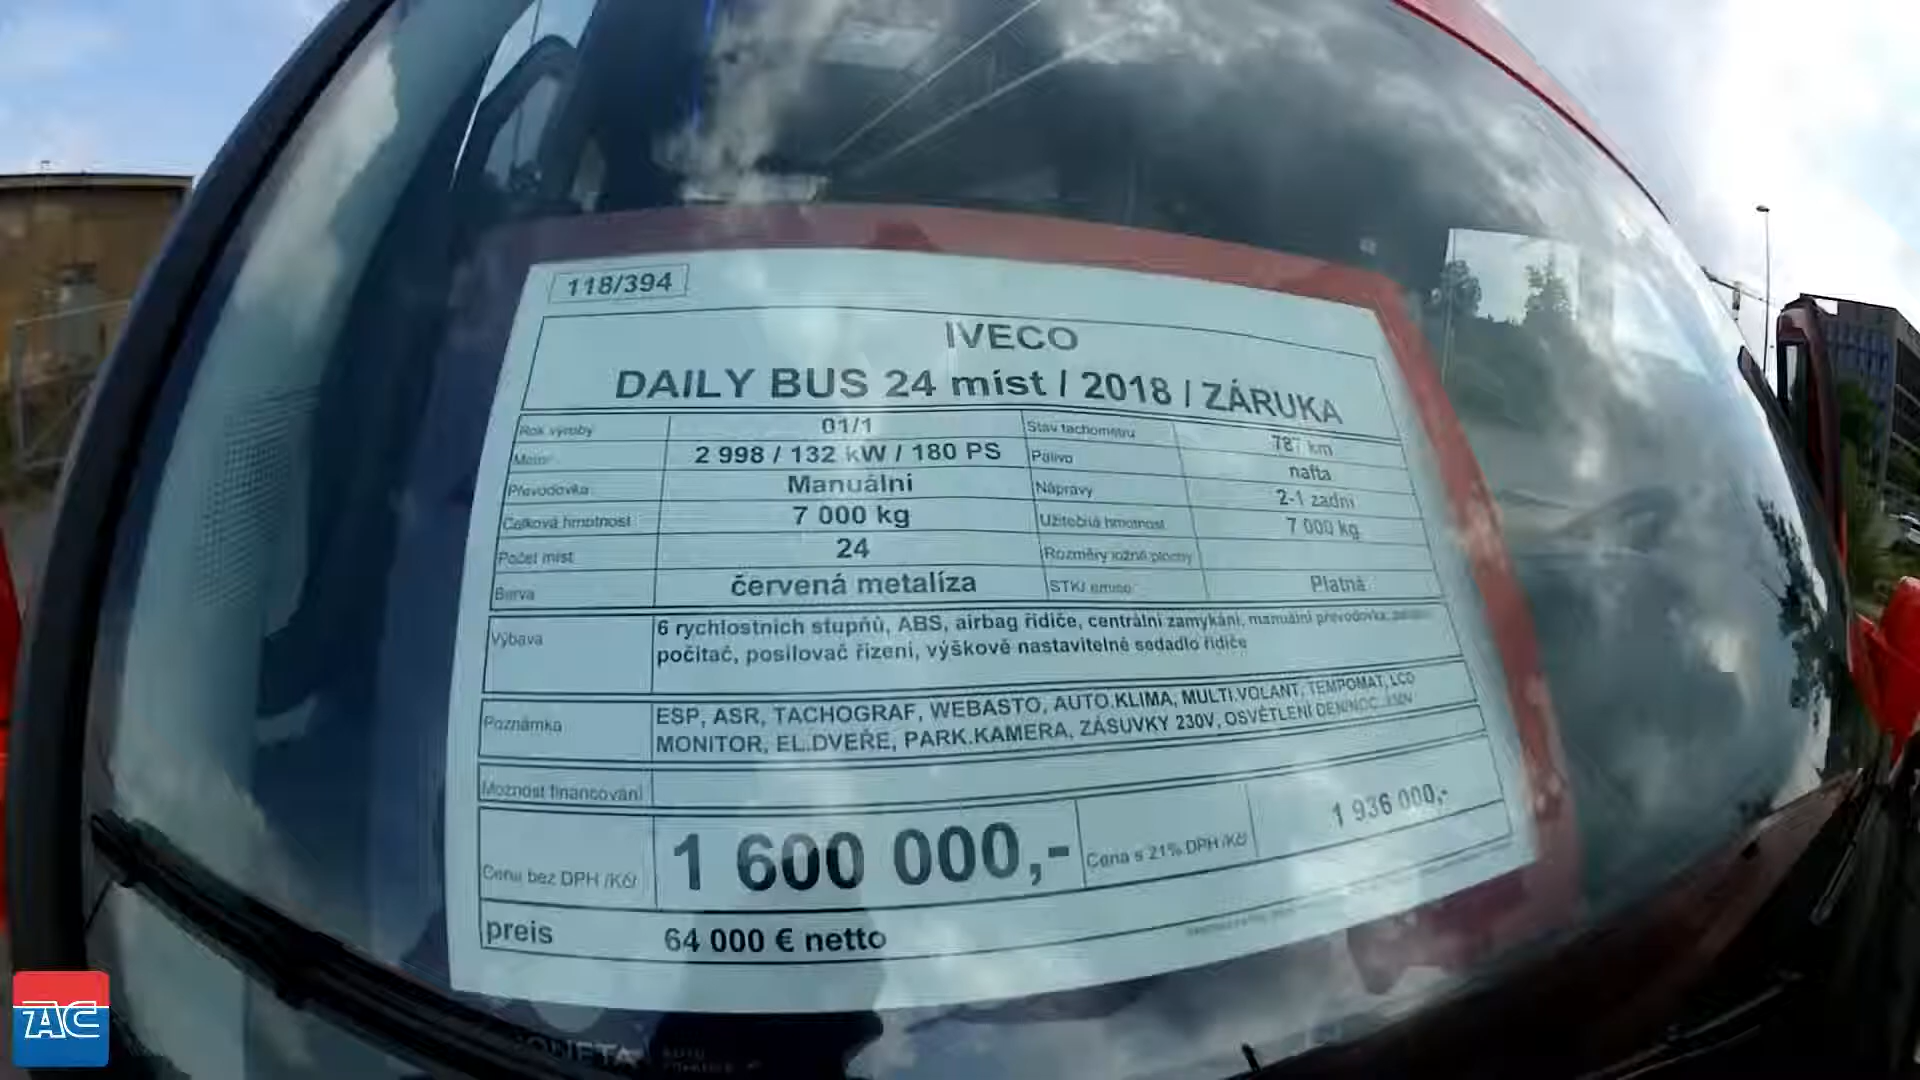 118/394
IVECO
DAILY BUS 24 míst / 2018 / ZÁRUKA
Rok výroby 01/1 Stav tachometru 787 km
Motor 2 998 / 132 kW / 180 PS Palivo nafta
Převodovka Manuální Nápravy 2-1 zadní
Celková hmotnost 7 000 kg Užitečná hmotnost 7 000 kg
Počet míst 24 Rozměry ložné plochy
Barva červená metalíza STK/ emise Platná
Výbava 6 rychlostních stupňů, ABS, airbag řidiče, centrální zamykání, manuální převodovka,
počítač, posilovač řízení, výškově nastavitelné sedadlo řidiče
Poznámka ESP, ASR, TACHOGRAF, WEBASTO, AUTO.KLIMA, MULTI.VOLANT, TEMPOMAT, LCD
MONITOR, EL.DVEŘE, PARK.KAMERA, ZÁSUVKY 230V, OSVĚTLENÍ DEN/NOC,
Možnost financování
Cena bez DPH /Kč/ 1 600 000,- Cena s 21% DPH /Kč/ 1 936 000,-
preis 64 000 € netto
AC
MONETA AUTO